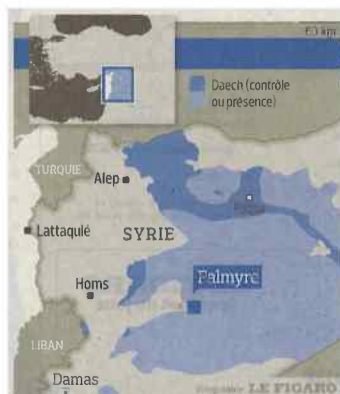 60 km
Daech (contrôle
ou présence)
TURQUIE
Alep
Lattaquié
SYRIE
Palmyre
Homs
LIBAN
Damas
LE FIGARO